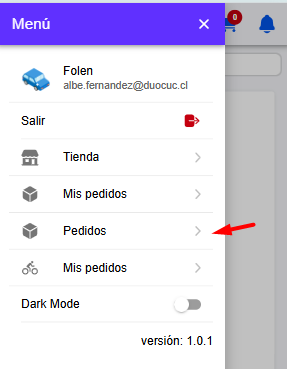 Menú
0
Folen
albe.fernandez@duocuc.cl
Salir
Tienda
Mis pedidos
Pedidos
Mis pedidos
Dark Mode
versión: 1.0.1